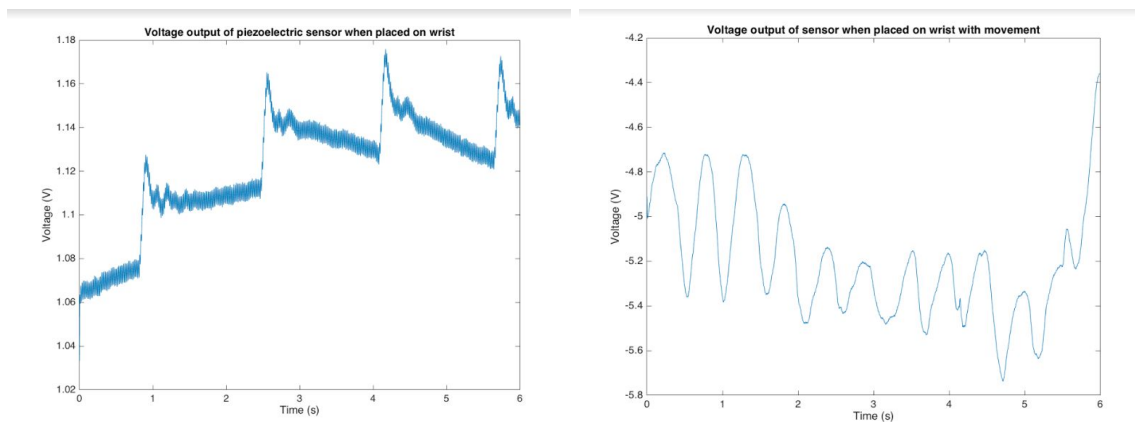 Voltage output of piezoelectric sensor when placed on wrist
1.18
1.16
1.14
1.12
1.1
1.08
1.06
1.04
1.02
Voltage (V)
0 1 2 3 4 5 6
Time (s)
Voltage output of sensor when placed on wrist with movement
-4.2
-4.4
-4.6
-4.8
-5
-5.2
-5.4
-5.6
-5.8
Voltage (V)
0 1 2 3 4 5 6
Time (s)